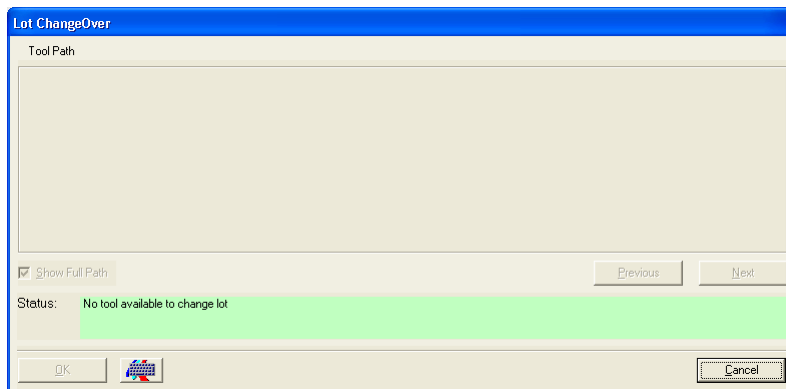 Lot ChangeOver
Tool Path
Show Full Path
Previous
Next
Status: No tool available to change lot
OK
Cancel